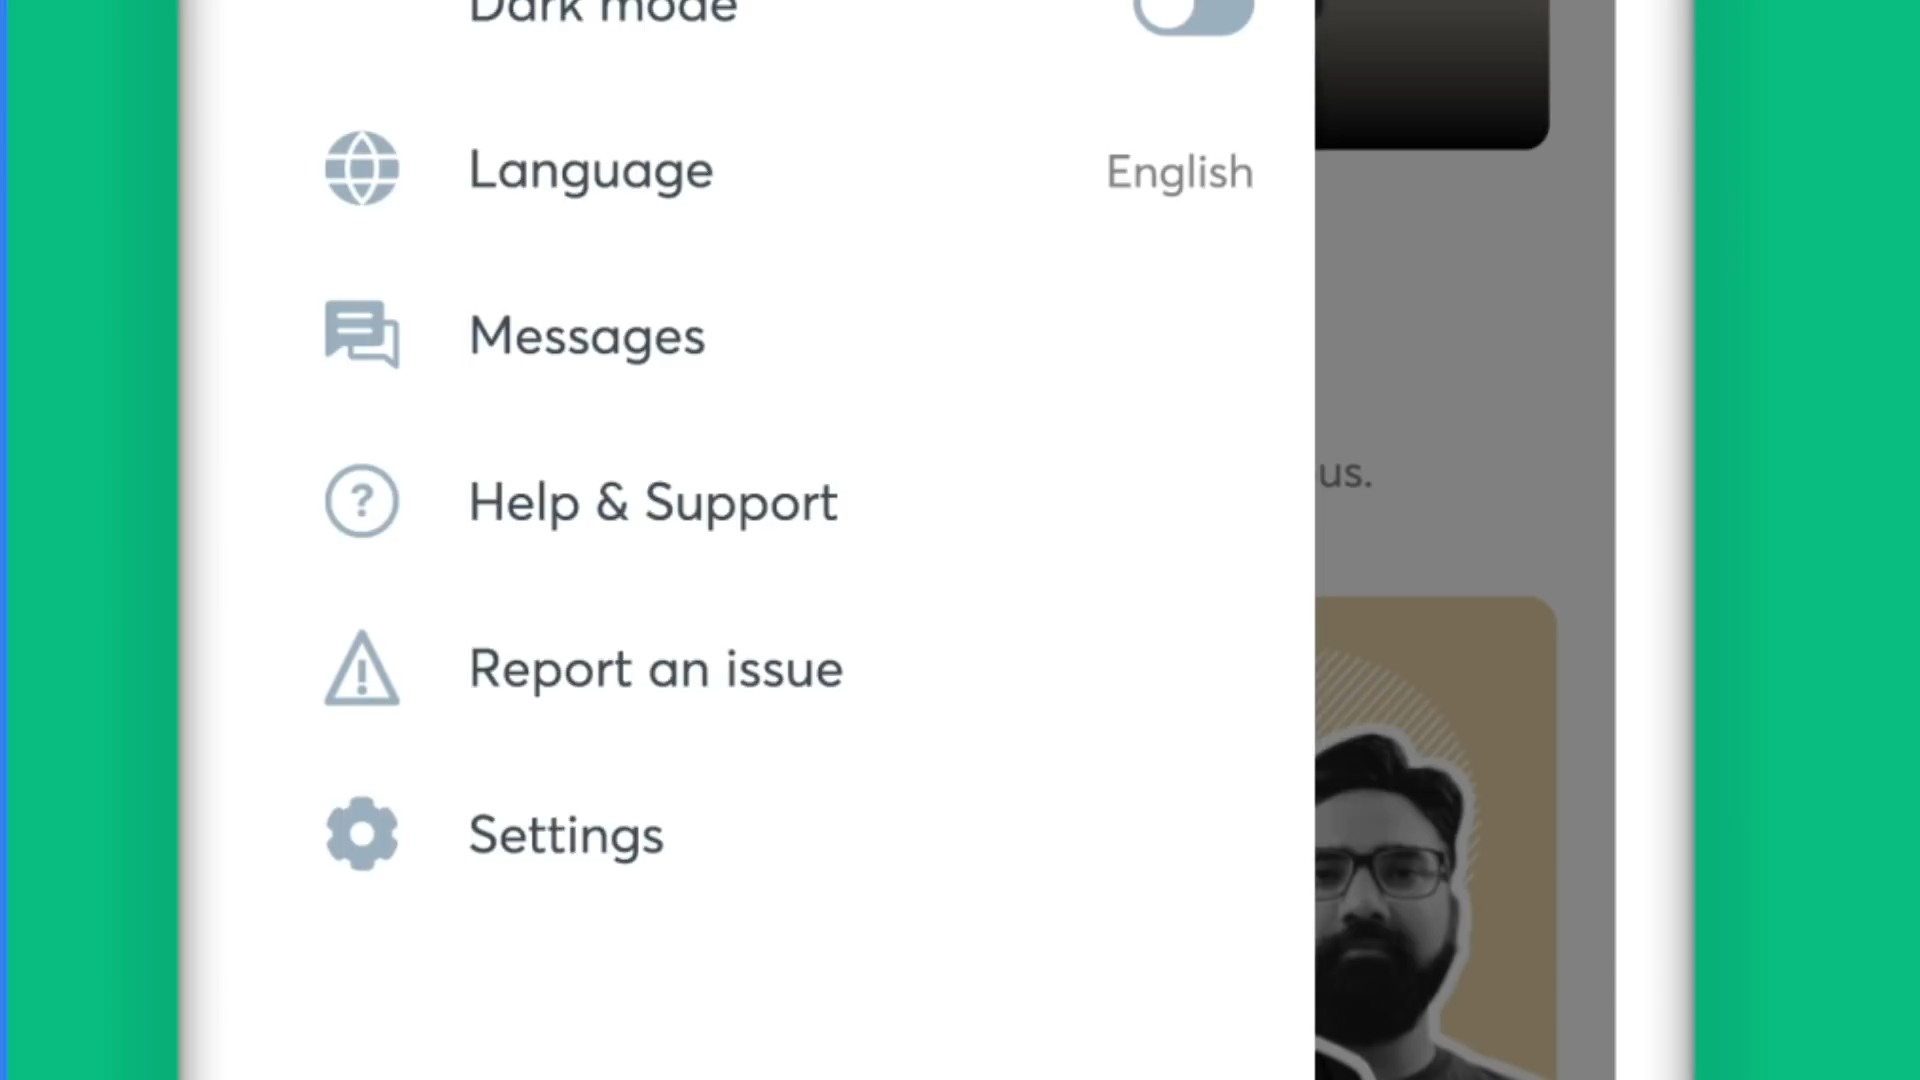 Dark mode
Language English
Messages
us.
Help & Support
Report an issue
Settings